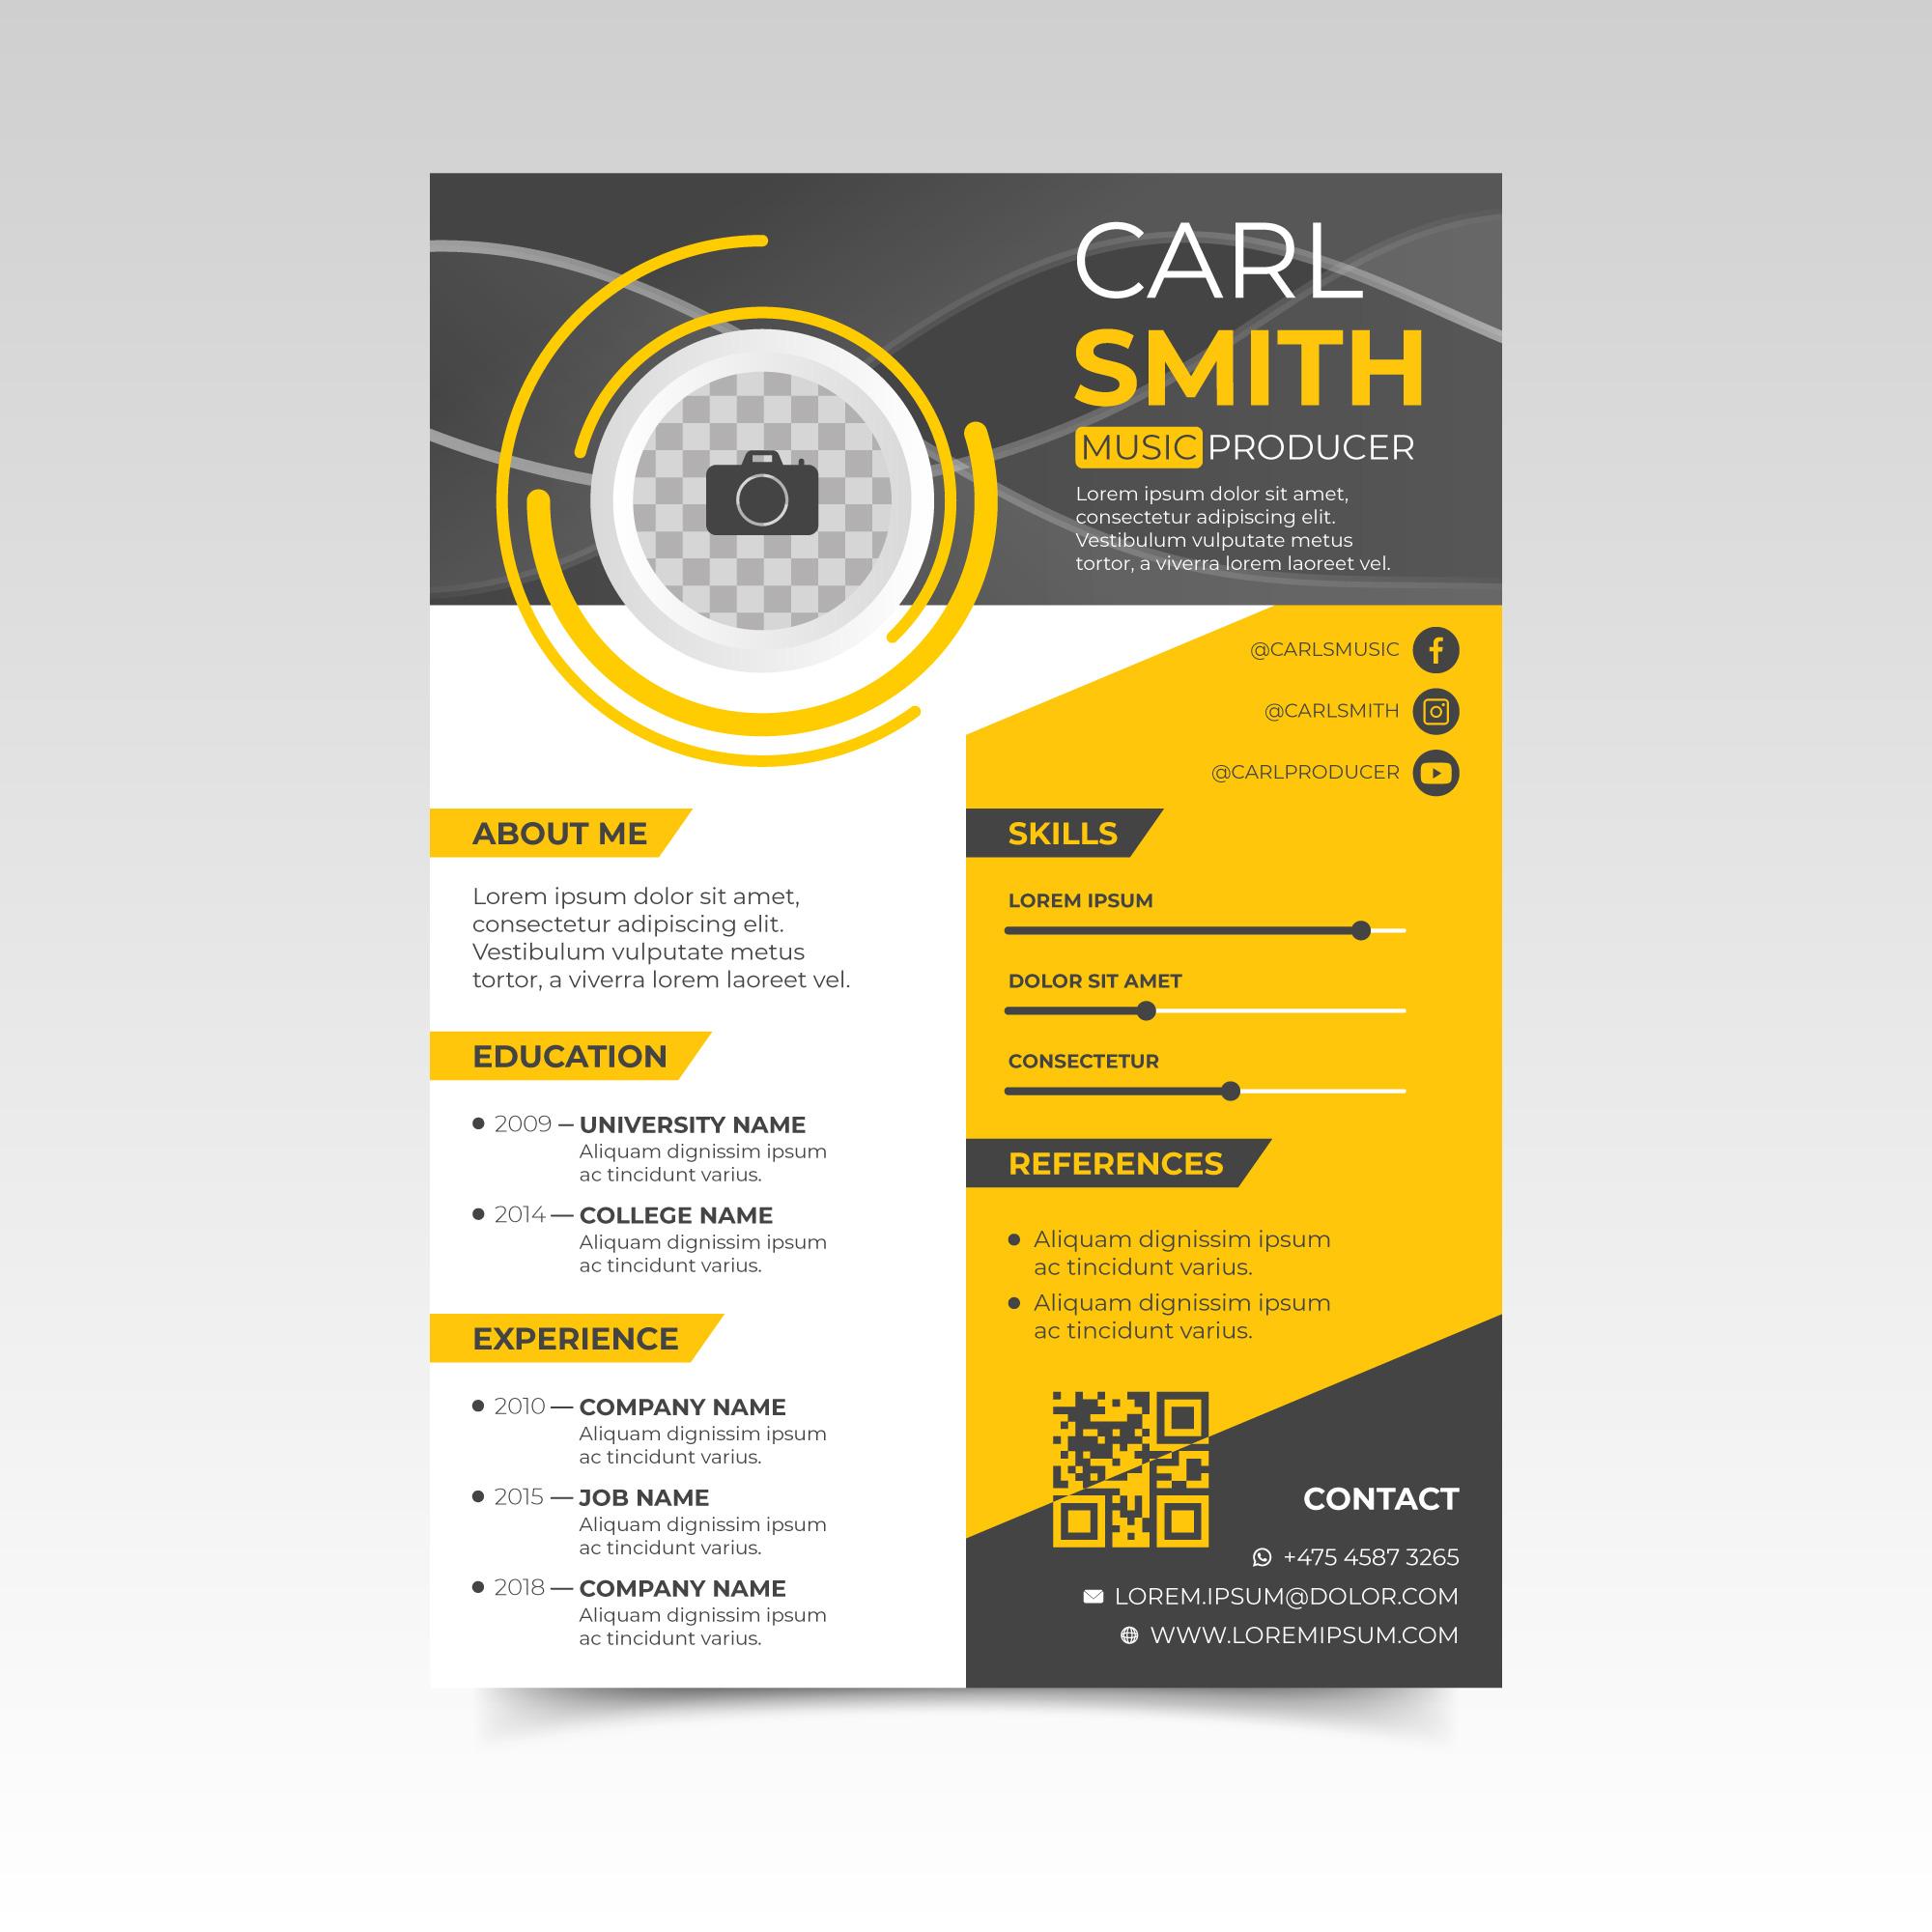 CARL
SMITH
MUSIC PRODUCER
Lorem ipsum dolor sit amet,
consectetur adipiscing elit.
Vestibulum vulputate metus
tortor, a viverra lorem laoreet vel.
@CARLSMUSIC
@CARLSMITH
@CARLPRODUCER
ABOUT ME
Lorem ipsum dolor sit amet,
consectetur adipiscing elit.
Vestibulum vulputate metus
tortor, a viverra lorem laoreet vel.
EDUCATION
2009 — UNIVERSITY NAME
Aliquam dignissim ipsum
ac tincidunt varius.
2014 — COLLEGE NAME
Aliquam dignissim ipsum
ac tincidunt varius.
EXPERIENCE
2010 — COMPANY NAME
Aliquam dignissim ipsum
ac tincidunt varius.
2015 — JOB NAME
Aliquam dignissim ipsum
ac tincidunt varius.
2018 — COMPANY NAME
Aliquam dignissim ipsum
ac tincidunt varius.
SKILLS
LOREM IPSUM
DOLOR SIT AMET
CONSECTETUR
REFERENCES
Aliquam dignissim ipsum
ac tincidunt varius.
Aliquam dignissim ipsum
ac tincidunt varius.
CONTACT
+475 4587 3265
LOREM.IPSUM@DOLOR.COM
WWW.LOREMIPSUM.COM